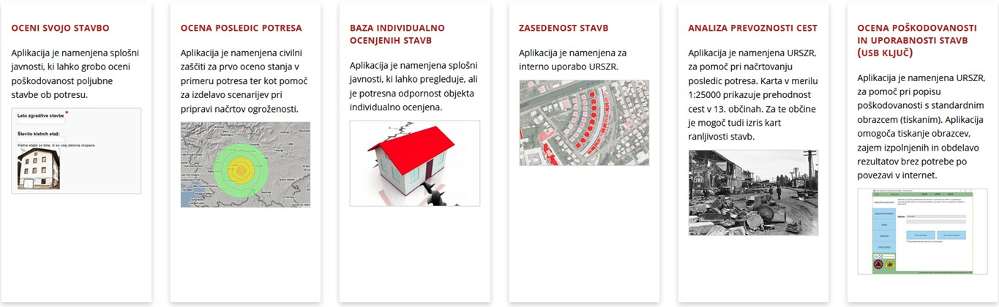 OCENI SVOJO STAVBO
Aplikacija je namenjena splošni
javnosti, ki lahko grobo oceni
poškodovanost poljubne
stavbe ob potresu.
Leto zgraditve stavbe *
Število kletnih etaž:
Kletne etaže so tiste, ki so vsaj deloma vkopane.
OCENA POSLEDIC POTRESA
Aplikacija je namenjena civilni
zaščiti za prvo oceno stanja v
primeru potresa ter kot pomoč
za izdelavo scenarijev pri
pripravi načrtov ogroženosti.
BAZA INDIVIDUALNO
OCENJENIH STAVB
Aplikacija je namenjena splošni
javnosti, ki lahko pregleduje, ali
je potresna odpornost objekta
individualno ocenjena.
ZASEDENOST STAVB
Aplikacija je namenjena za
interno uporabo URSZR.
ANALIZA PREVOZNOSTI CEST
Aplikacija je namenjena URSZR,
za pomoč pri načrtovanju
posledic potresa. Karta v merilu
1:25000 prikazuje prehodnost
cest v 13. občinah. Za te občine
je mogoč tudi izris kart
ranljivosti stavb.
OCENA POŠKODOVANOSTI
IN UPORABNOSTI STAVB
(USB KLJUČ)
Aplikacija je namenjena URSZR,
za pomoč pri popisu
poškodovanosti s standardnim
obrazcem (tiskanim). Aplikacija
omogoča tiskanje obrazcev,
zajem izpolnjenih in obdelavo
rezultatov brez potrebe po
povezavi v internet.